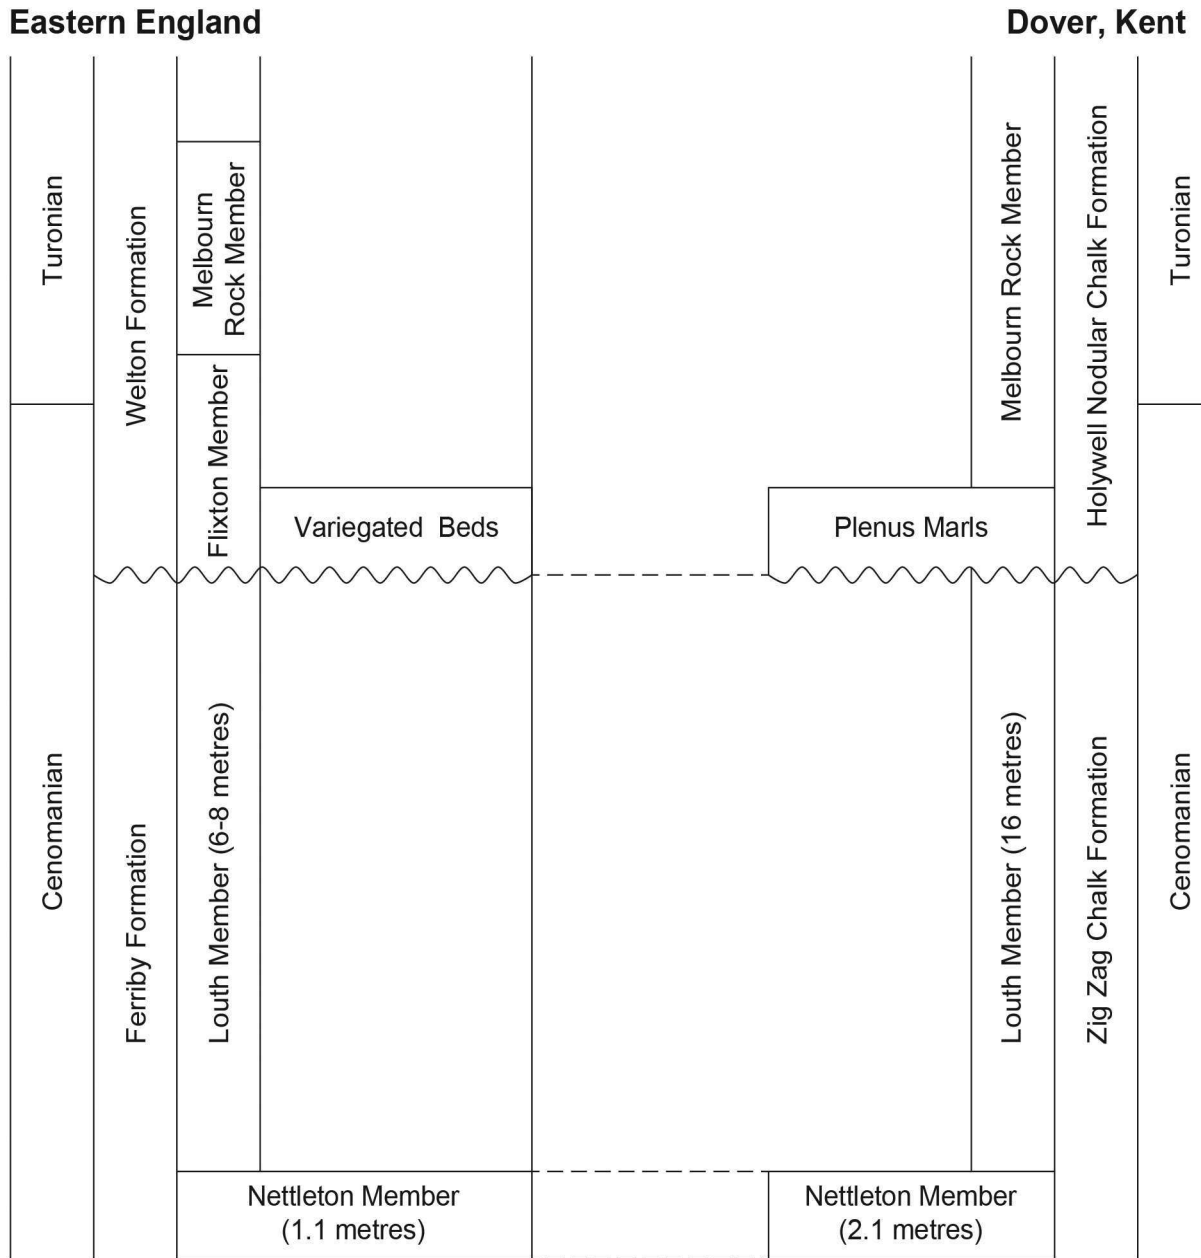 Eastern England
Dover, Kent
Turonian
Cenomanian
Welton Formation
Ferriby Formation
Melbourn
Rock Member
Flixton Member
Louth Member (6-8 metres)
Variegated Beds
Nettleton Member
(1.1 metres)
Plenus Marls
Nettleton Member
(2.1 metres)
Melbourn Rock Member
Louth Member (16 metres)
Holywell Nodular Chalk Formation
Zig Zag Chalk Formation
Turonian
Cenomanian